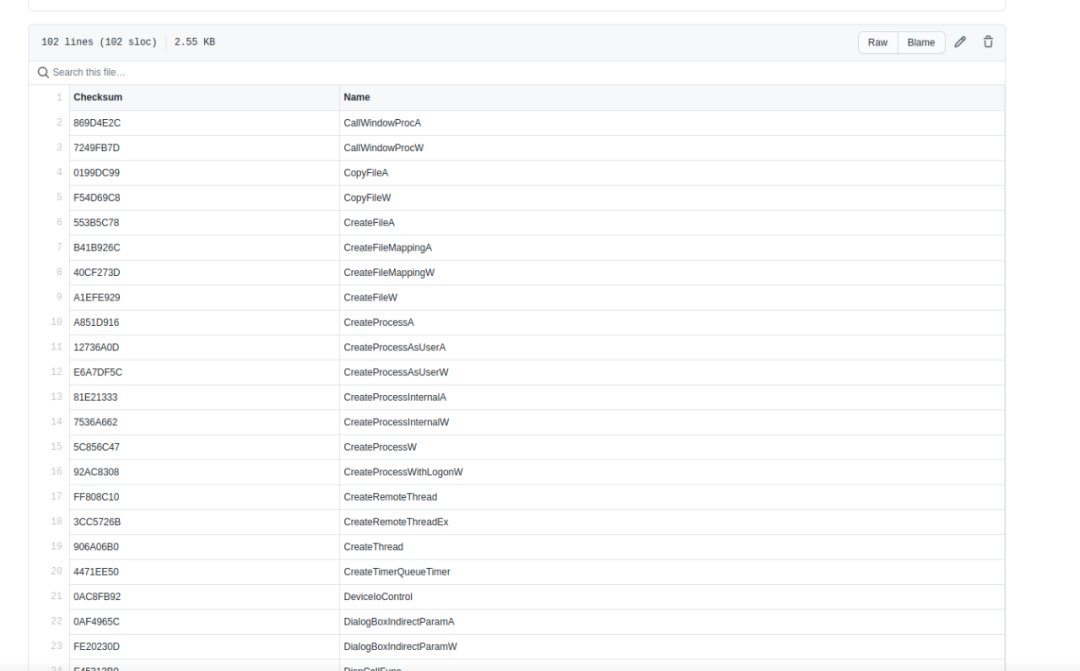 102 lines (102 sloc) 2.55 KB Raw Blame
Search this file…
1 Checksum Name
2 869D4E2C CallWindowProcA
3 7249FB7D CallWindowProcW
4 0199DC99 CopyFileA
5 F54D69C8 CopyFileW
6 553B5C78 CreateFileA
7 B41B926C CreateFileMappingA
8 40CF273D CreateFileMappingW
9 A1EFE929 CreateFileW
10 A851D916 CreateProcessA
11 12736A0D CreateProcessAsUserA
12 E6A7DF5C CreateProcessAsUserW
13 81E21333 CreateProcessInternalA
14 7536A662 CreateProcessInternalW
15 5C856C47 CreateProcessW
16 92AC8308 CreateProcessWithLogonW
17 FF808C10 CreateRemoteThread
18 3CC5726B CreateRemoteThreadEx
19 906A06B0 CreateThread
20 4471EE50 CreateTimerQueueTimer
21 0AC8FB92 DeviceIoControl
22 0AF4965C DialogBoxIndirectParamA
23 FE20230D DialogBoxIndirectParamW
24